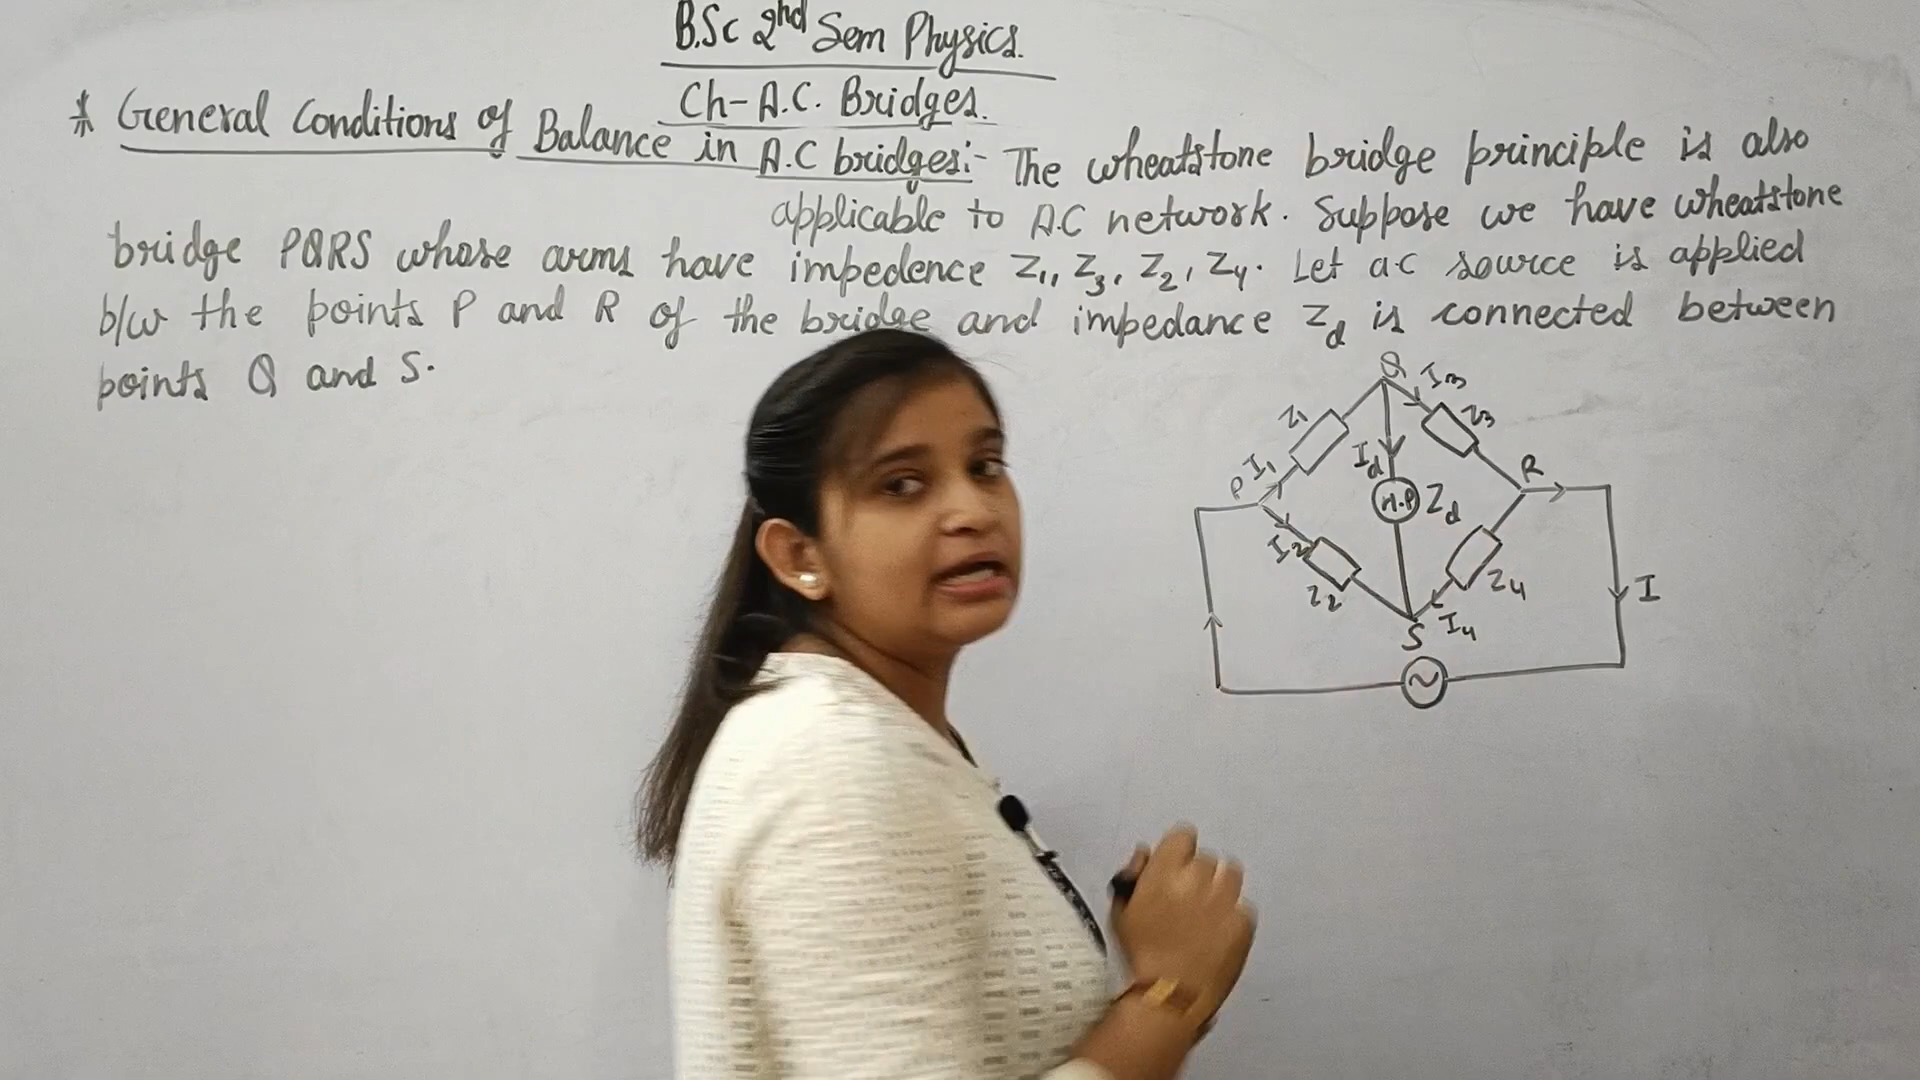 B.Sc 2nd Sem Physics.
Ch- A.C. Bridges.
* General Conditions of Balance in A.C bridges:- The wheatstone bridge principle is also
applicable to A.C network. Suppose we have wheatstone
bridge PQRS whose arms have impedence Z1, Z3, Z2, Z4. Let a.c source is applied
b/w the points P and R of the bridge and impedance Zd is connected between
points Q and S.
Q
I3
Z1
Z3
I1
Id
P
R
H.P
Zd
I2
Z2
Z4
I
S
I4
~